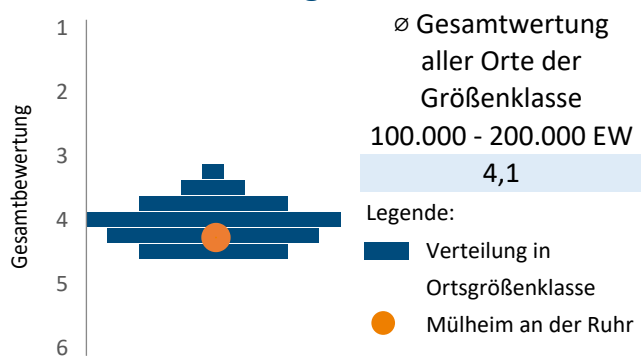 1
2
3
4
5
6
Gesamtbewertung
⌀ Gesamtwertung
aller Orte der
Größenklasse
100.000 - 200.000 EW
4,1
Legende:
Verteilung in
Ortsgrößenklasse
Mülheim an der Ruhr